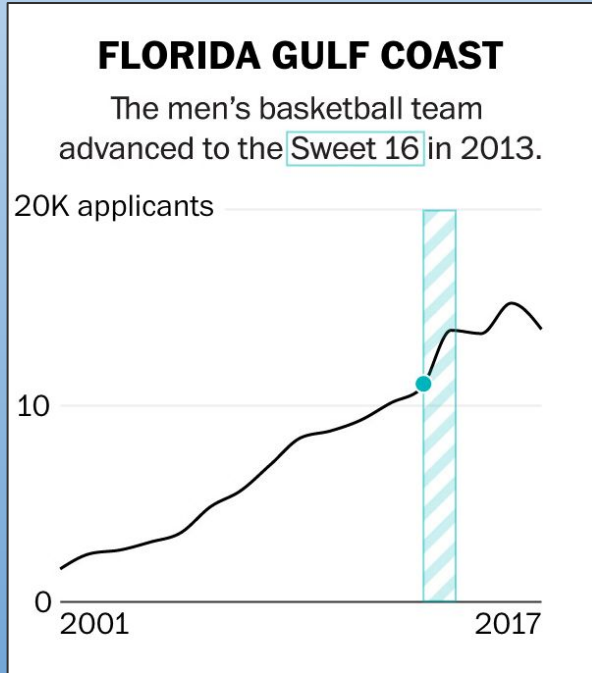 FLORIDA GULF COAST
The men’s basketball team
advanced to the Sweet 16 in 2013.
20K applicants
10
0
2001
2017